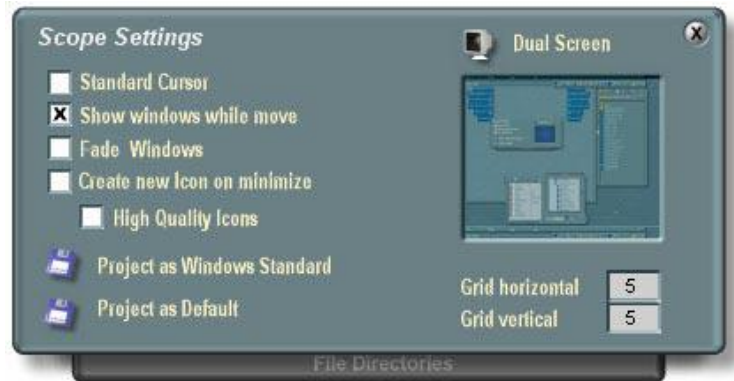 Scope Settings
Dual Screen
X
Standard Cursor
X Show windows while move
Fade Windows
Create new Icon on minimize
High Quality Icons
Project as Windows Standard
Project as Default
Grid horizontal 5
Grid vertical 5
File Directories